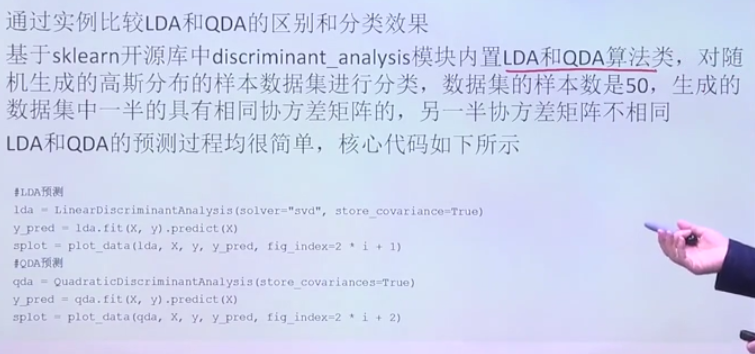 通过实例比较LDA和QDA的区别和分类效果
基于sklearn开源库中discriminant_analysis模块内置LDA和QDA算法类，对随
机生成的高斯分布的样本数据集进行分类，数据集的样本数是50，生成的
数据集中一半的具有相同协方差矩阵的，另一半协方差矩阵不相同
LDA和QDA的预测过程均很简单，核心代码如下所示
#LDA预测
lda = LinearDiscriminantAnalysis(solver="svd", store_covariance=True)
y_pred = lda.fit(X, y).predict(X)
splot = plot_data(lda, X, y, y_pred, fig_index=2 * i + 1)
#QDA预测
qda = QuadraticDiscriminantAnalysis(store_covariances=True)
y_pred = qda.fit(X, y).predict(X)
splot = plot_data(qda, X, y, y_pred, fig_index=2 * i + 2)